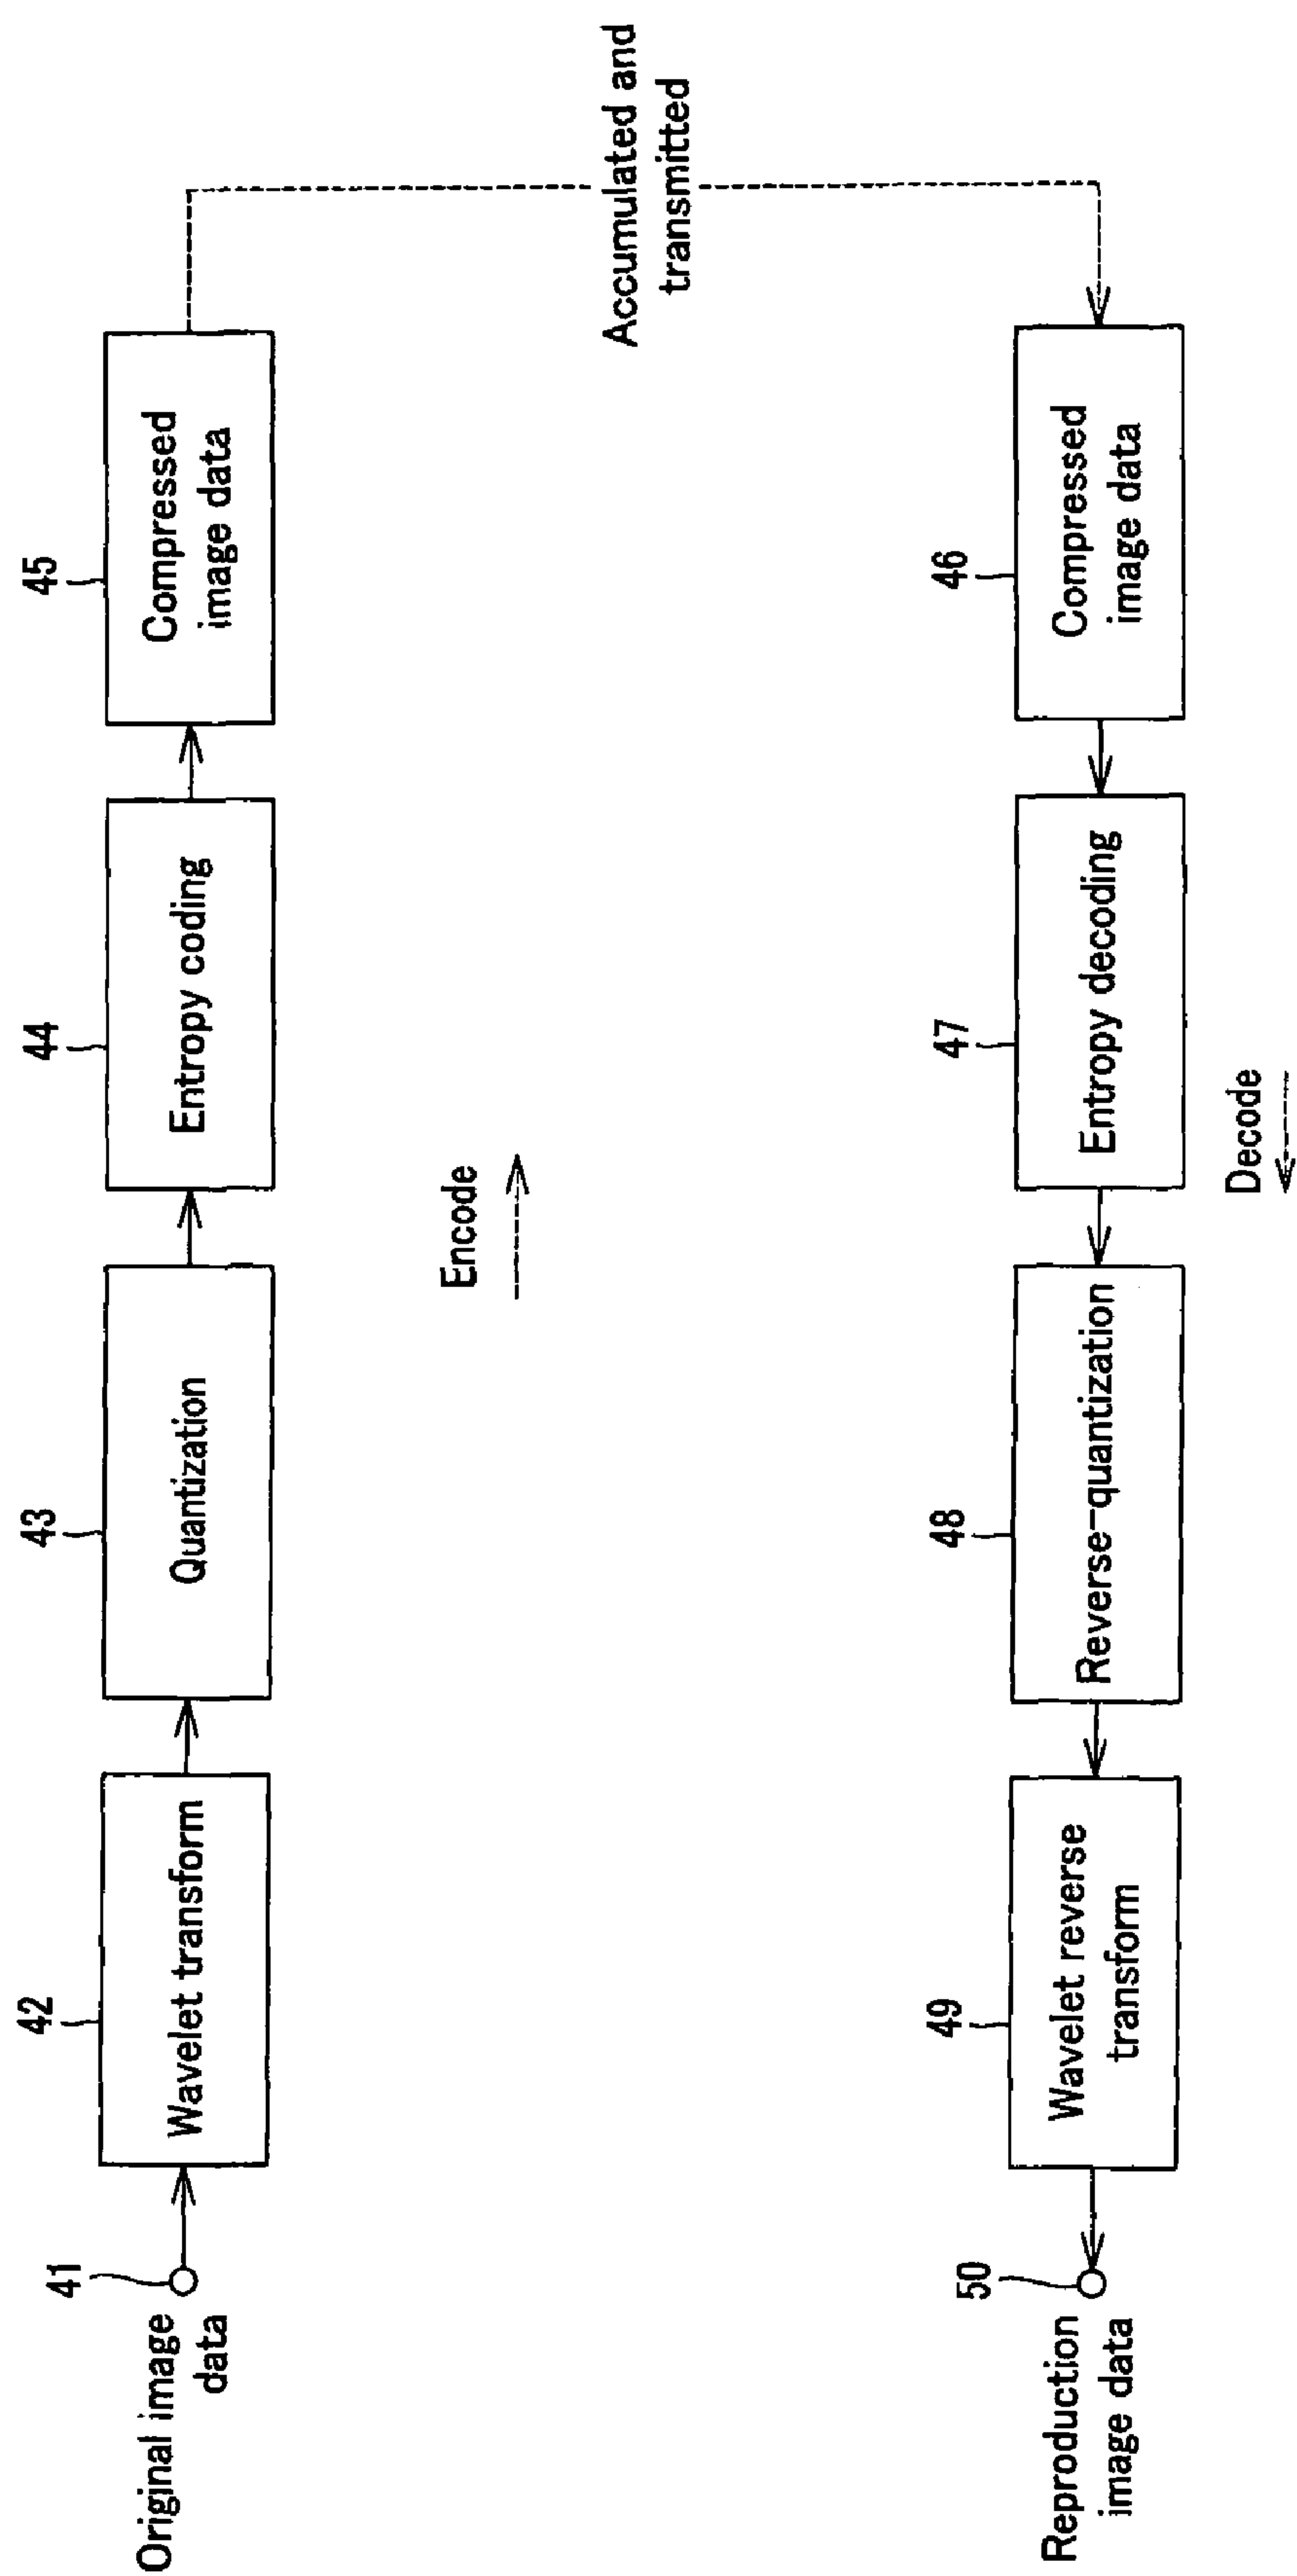 Original image
data
41
42
Wavelet transform
43
Quantization
44
Entropy coding
45
Compressed
image data
Encode
Accumulated and
transmitted
46
Compressed
image data
47
Entropy decoding
48
Reverse-quantization
49
Wavelet reverse
transform
50
Reproduction
image data
Decode